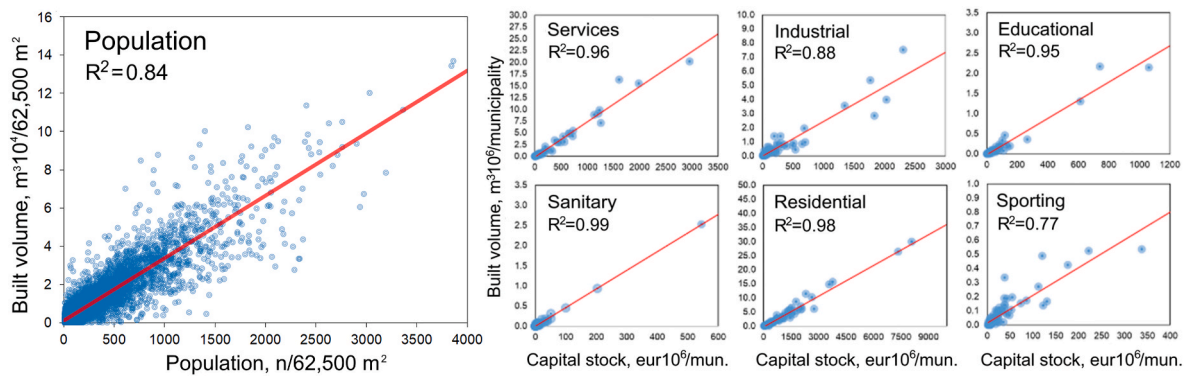 Population
R²=0.84
Built volume, m³10⁴/62,500 m²
16
14
12
10
8
6
4
2
0
0 500 1000 1500 2000 2500 3000 3500 4000
Population, n/62,500 m²
Built volume, m³10⁶/municipality
Services
R²=0.96
30.0
25.0
20.0
15.0
10.0
5.0
0.0
0 500 1000 1500 2000 2500 3000 3500
Industrial
R²=0.88
10.0
9.0
8.0
7.0
6.0
5.0
4.0
3.0
2.0
1.0
0.0
0 500 1000 1500 2000 2500 3000
Educational
R²=0.95
3.5
3.0
2.5
2.0
1.5
1.0
0.5
0.0
0 200 400 600 800 1000 1200
Sanitary
R²=0.99
3.5
3.0
2.5
2.0
1.5
1.0
0.5
0.0
0 100 200 300 400 500 600
Capital stock, eur10⁶/mun.
Residential
R²=0.98
50.0
45.0
40.0
35.0
30.0
25.0
20.0
15.0
10.0
5.0
0.0
0 1500 3000 4500 6000 7500 9000
Capital stock, eur10⁶/mun.
Sporting
R²=0.77
1.0
0.9
0.8
0.7
0.6
0.5
0.4
0.3
0.2
0.1
0.0
0 50 100 150 200 250 300 350 400
Capital stock, eur10⁶/mun.